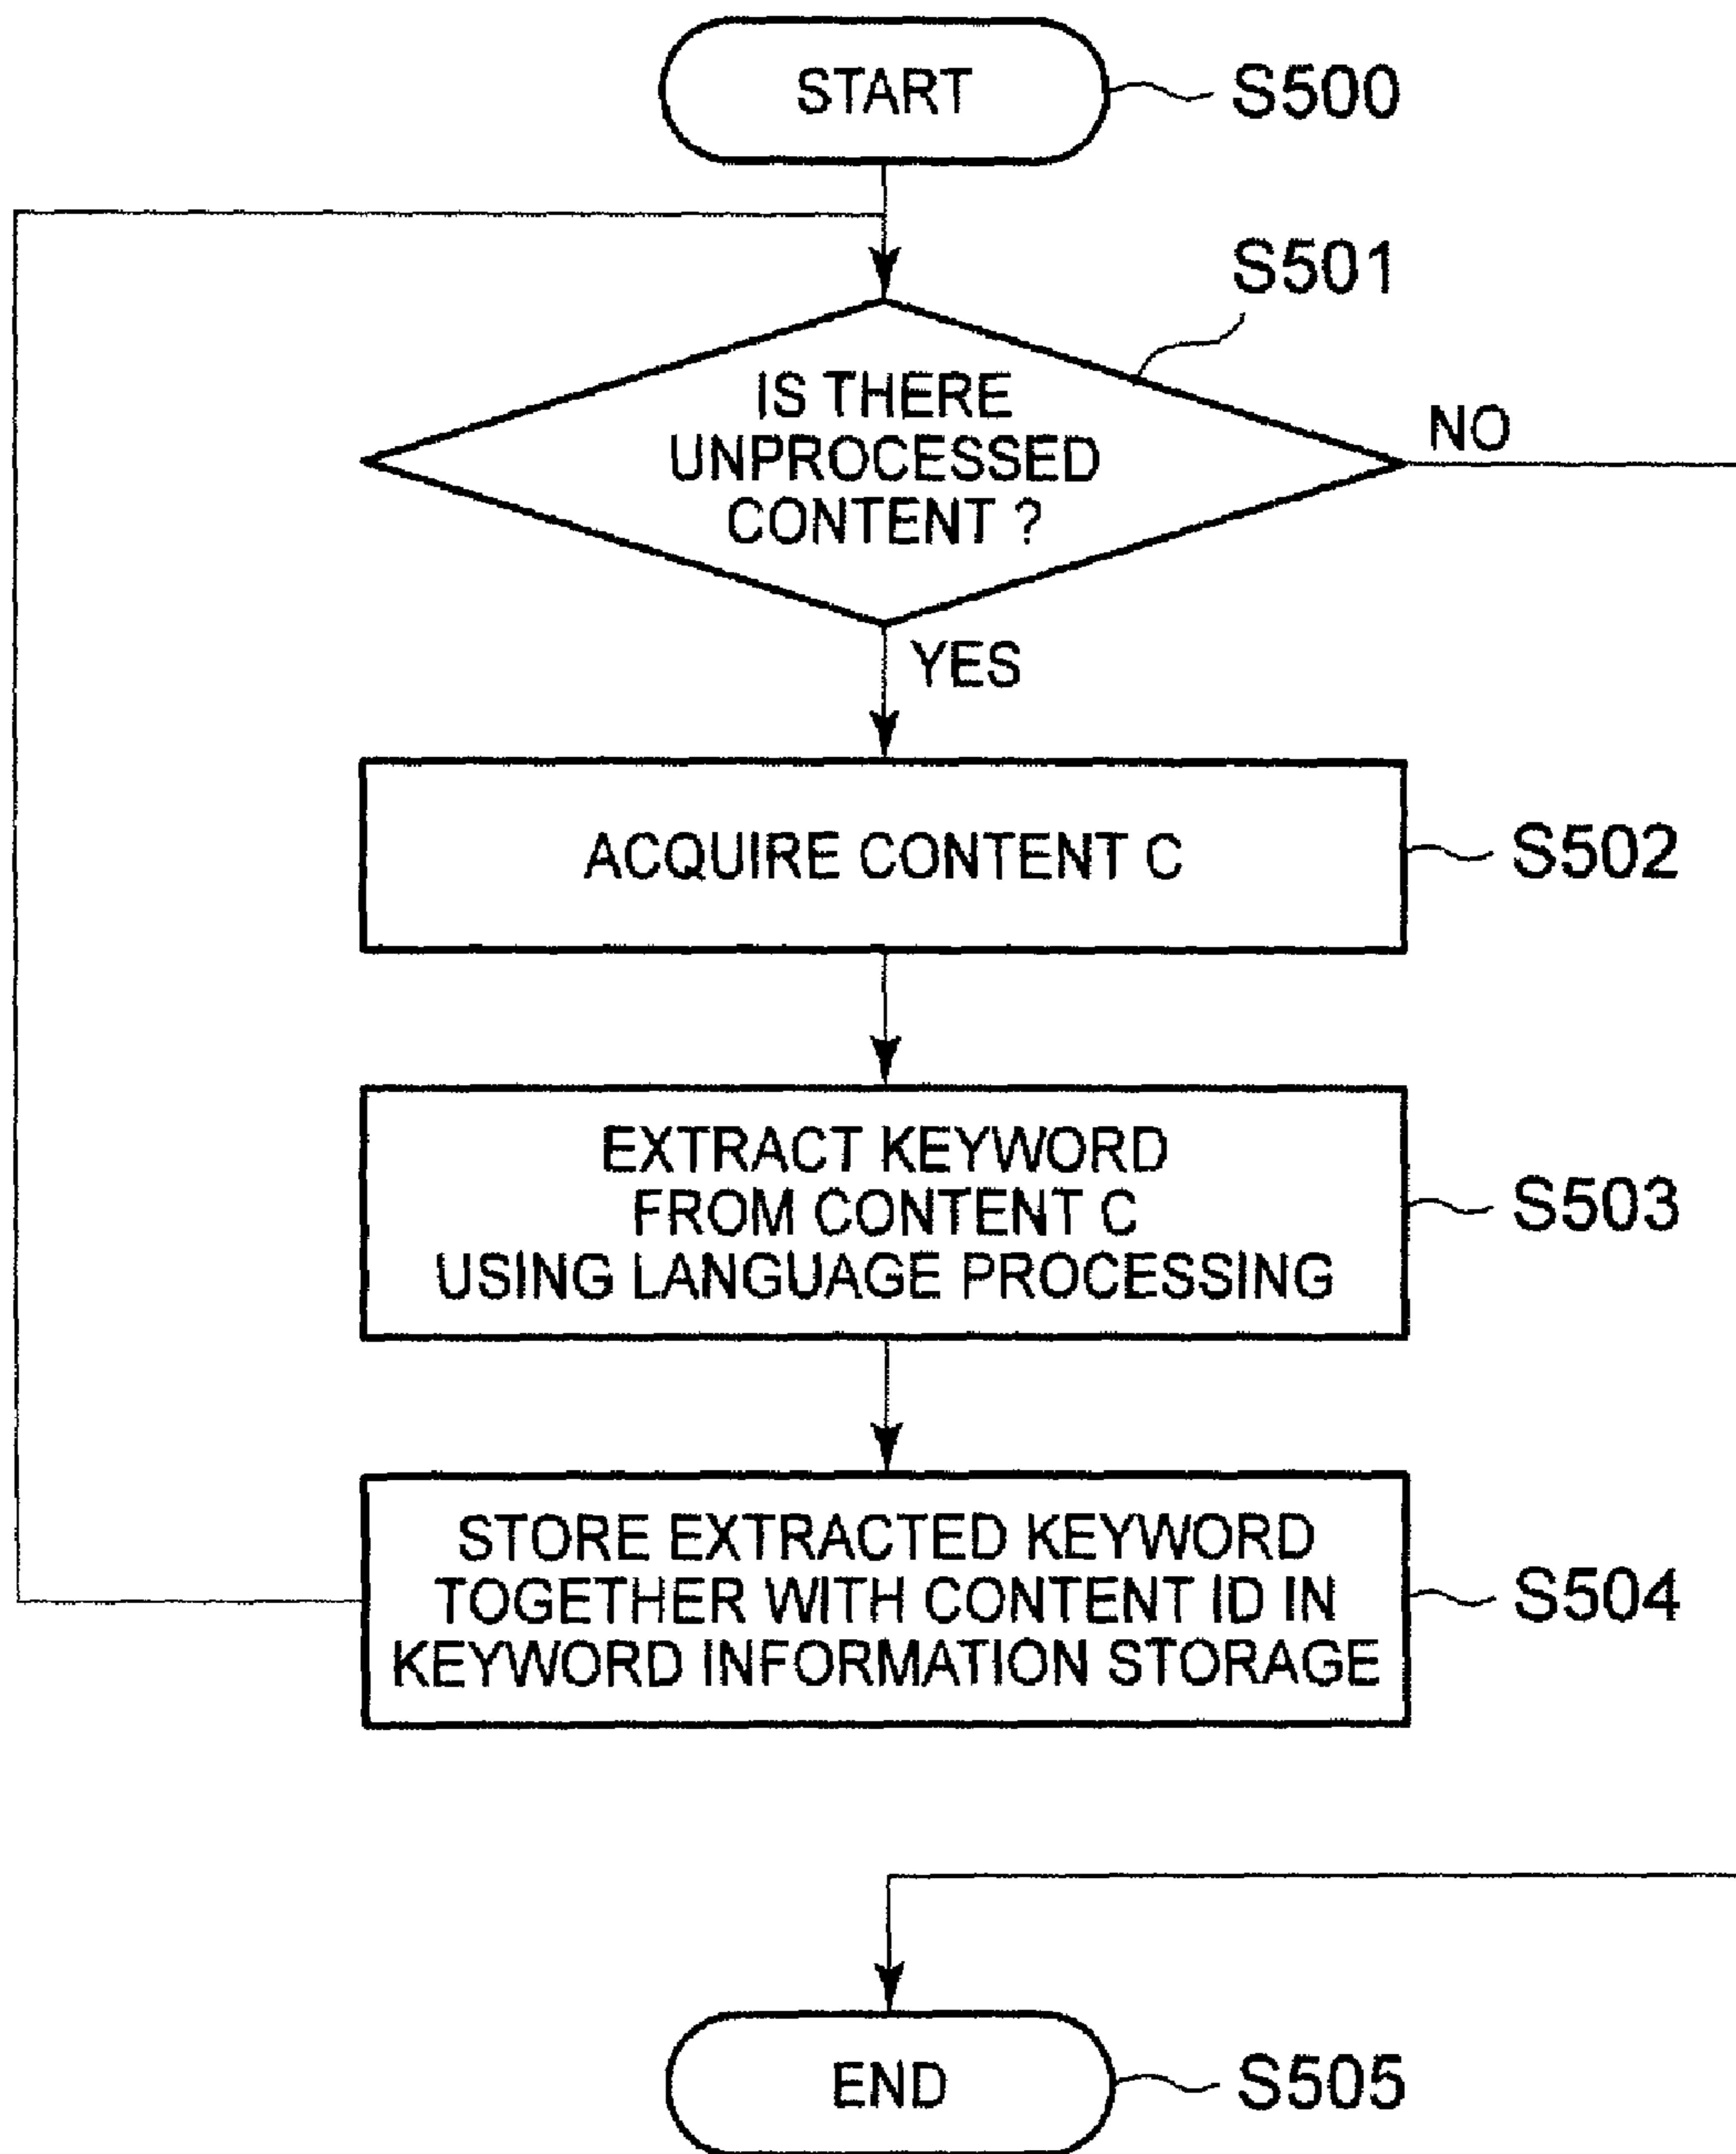 START
S500
S501
IS THERE
UNPROCESSED
CONTENT ?
NO
YES
ACQUIRE CONTENT C
S502
EXTRACT KEYWORD
FROM CONTENT C
USING LANGUAGE PROCESSING
S503
STORE EXTRACTED KEYWORD
TOGETHER WITH CONTENT ID IN
KEYWORD INFORMATION STORAGE
S504
END
S505